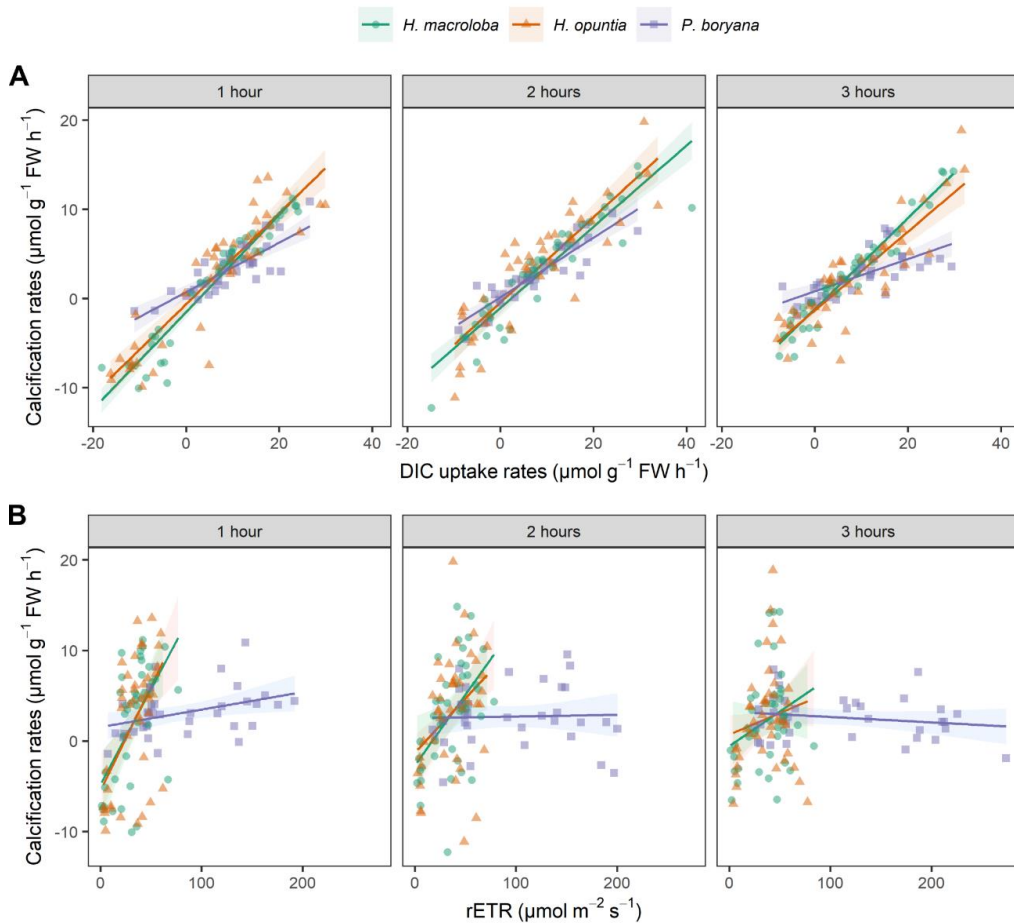 H. macroloba H. opuntia P. boryana
A
1 hour 2 hours 3 hours
Calcification rates (µmol g⁻¹ FW h⁻¹)
20
10
0
-10
-20 0 20 40 -20 0 20 40 -20 0 20 40
DIC uptake rates (µmol g⁻¹ FW h⁻¹)
B
1 hour 2 hours 3 hours
Calcification rates (µmol g⁻¹ FW h⁻¹)
20
10
0
-10
0 100 200 0 100 200 0 100 200
rETR (µmol m⁻² s⁻¹)